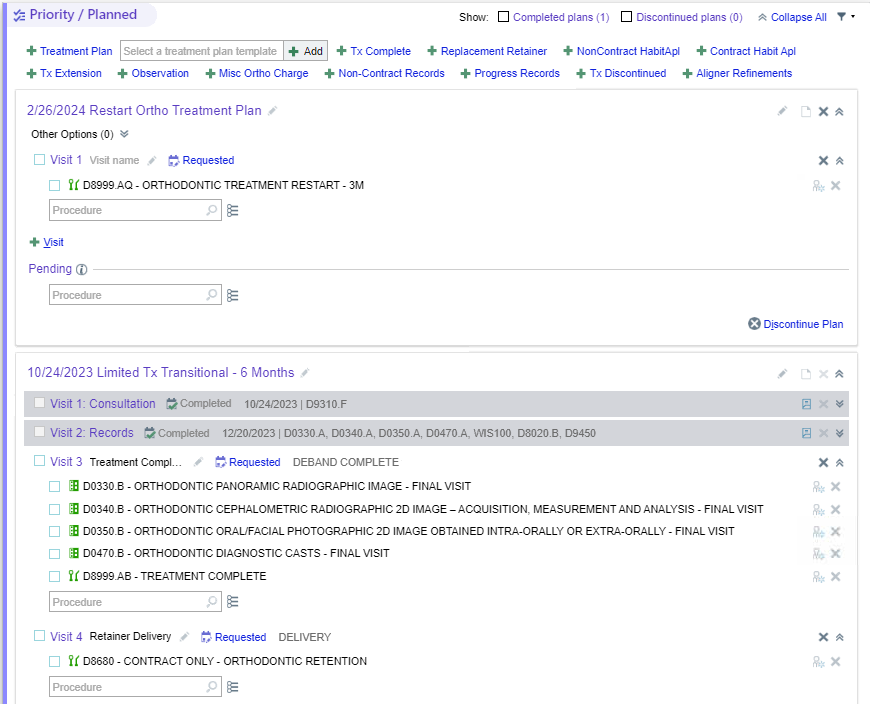 Priority / Planned
Show: Completed plans (1) Discontinued plans (0) Collapse All
Treatment Plan Select a treatment plan template Add Tx Complete Replacement Retainer NonContract HabitApl Contract Habit Apl
Tx Extension Observation Misc Ortho Charge Non-Contract Records Progress Records Tx Discontinued Aligner Refinements
2/26/2024 Restart Ortho Treatment Plan
Other Options (0)
Visit 1 Visit name Requested
D8999.AQ - ORTHODONTIC TREATMENT RESTART - 3M
Procedure
Visit
Pending
Procedure
Discontinue Plan
10/24/2023 Limited Tx Transitional - 6 Months
Visit 1: Consultation Completed 10/24/2023 | D9310.F
Visit 2: Records Completed 12/20/2023 | D0330.A, D0340.A, D0350.A, D0470.A, WIS100, D8020.B, D9450
Visit 3 Treatment Compl... Requested DEBAND COMPLETE
D0330.B - ORTHODONTIC PANORAMIC RADIOGRAPHIC IMAGE - FINAL VISIT
D0340.B - ORTHODONTIC CEPHALOMETRIC RADIOGRAPHIC 2D IMAGE – ACQUISITION, MEASUREMENT AND ANALYSIS - FINAL VISIT
D0350.B - ORTHODONTIC ORAL/FACIAL PHOTOGRAPHIC 2D IMAGE OBTAINED INTRA-ORALLY OR EXTRA-ORALLY - FINAL VISIT
D0470.B - ORTHODONTIC DIAGNOSTIC CASTS - FINAL VISIT
D8999.AB - TREATMENT COMPLETE
Procedure
Visit 4 Retainer Delivery Requested DELIVERY
D8680 - CONTRACT ONLY - ORTHODONTIC RETENTION
Procedure